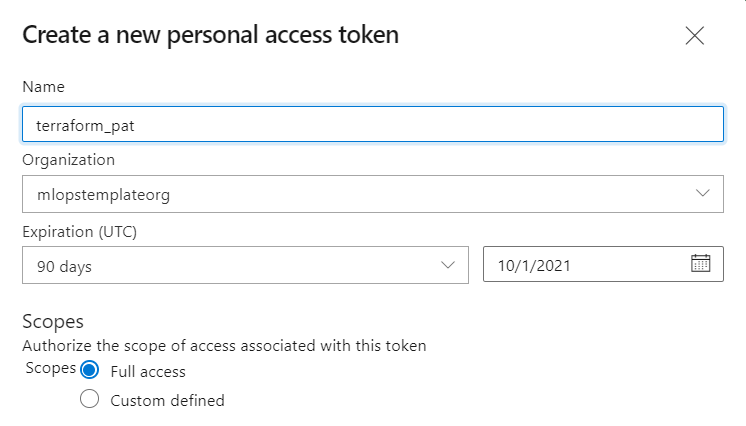 Create a new personal access token
Name
terraform_pat
Organization
mlopstemplateorg
Expiration (UTC)
90 days 10/1/2021
Scopes
Authorize the scope of access associated with this token
Scopes Full access
Custom defined